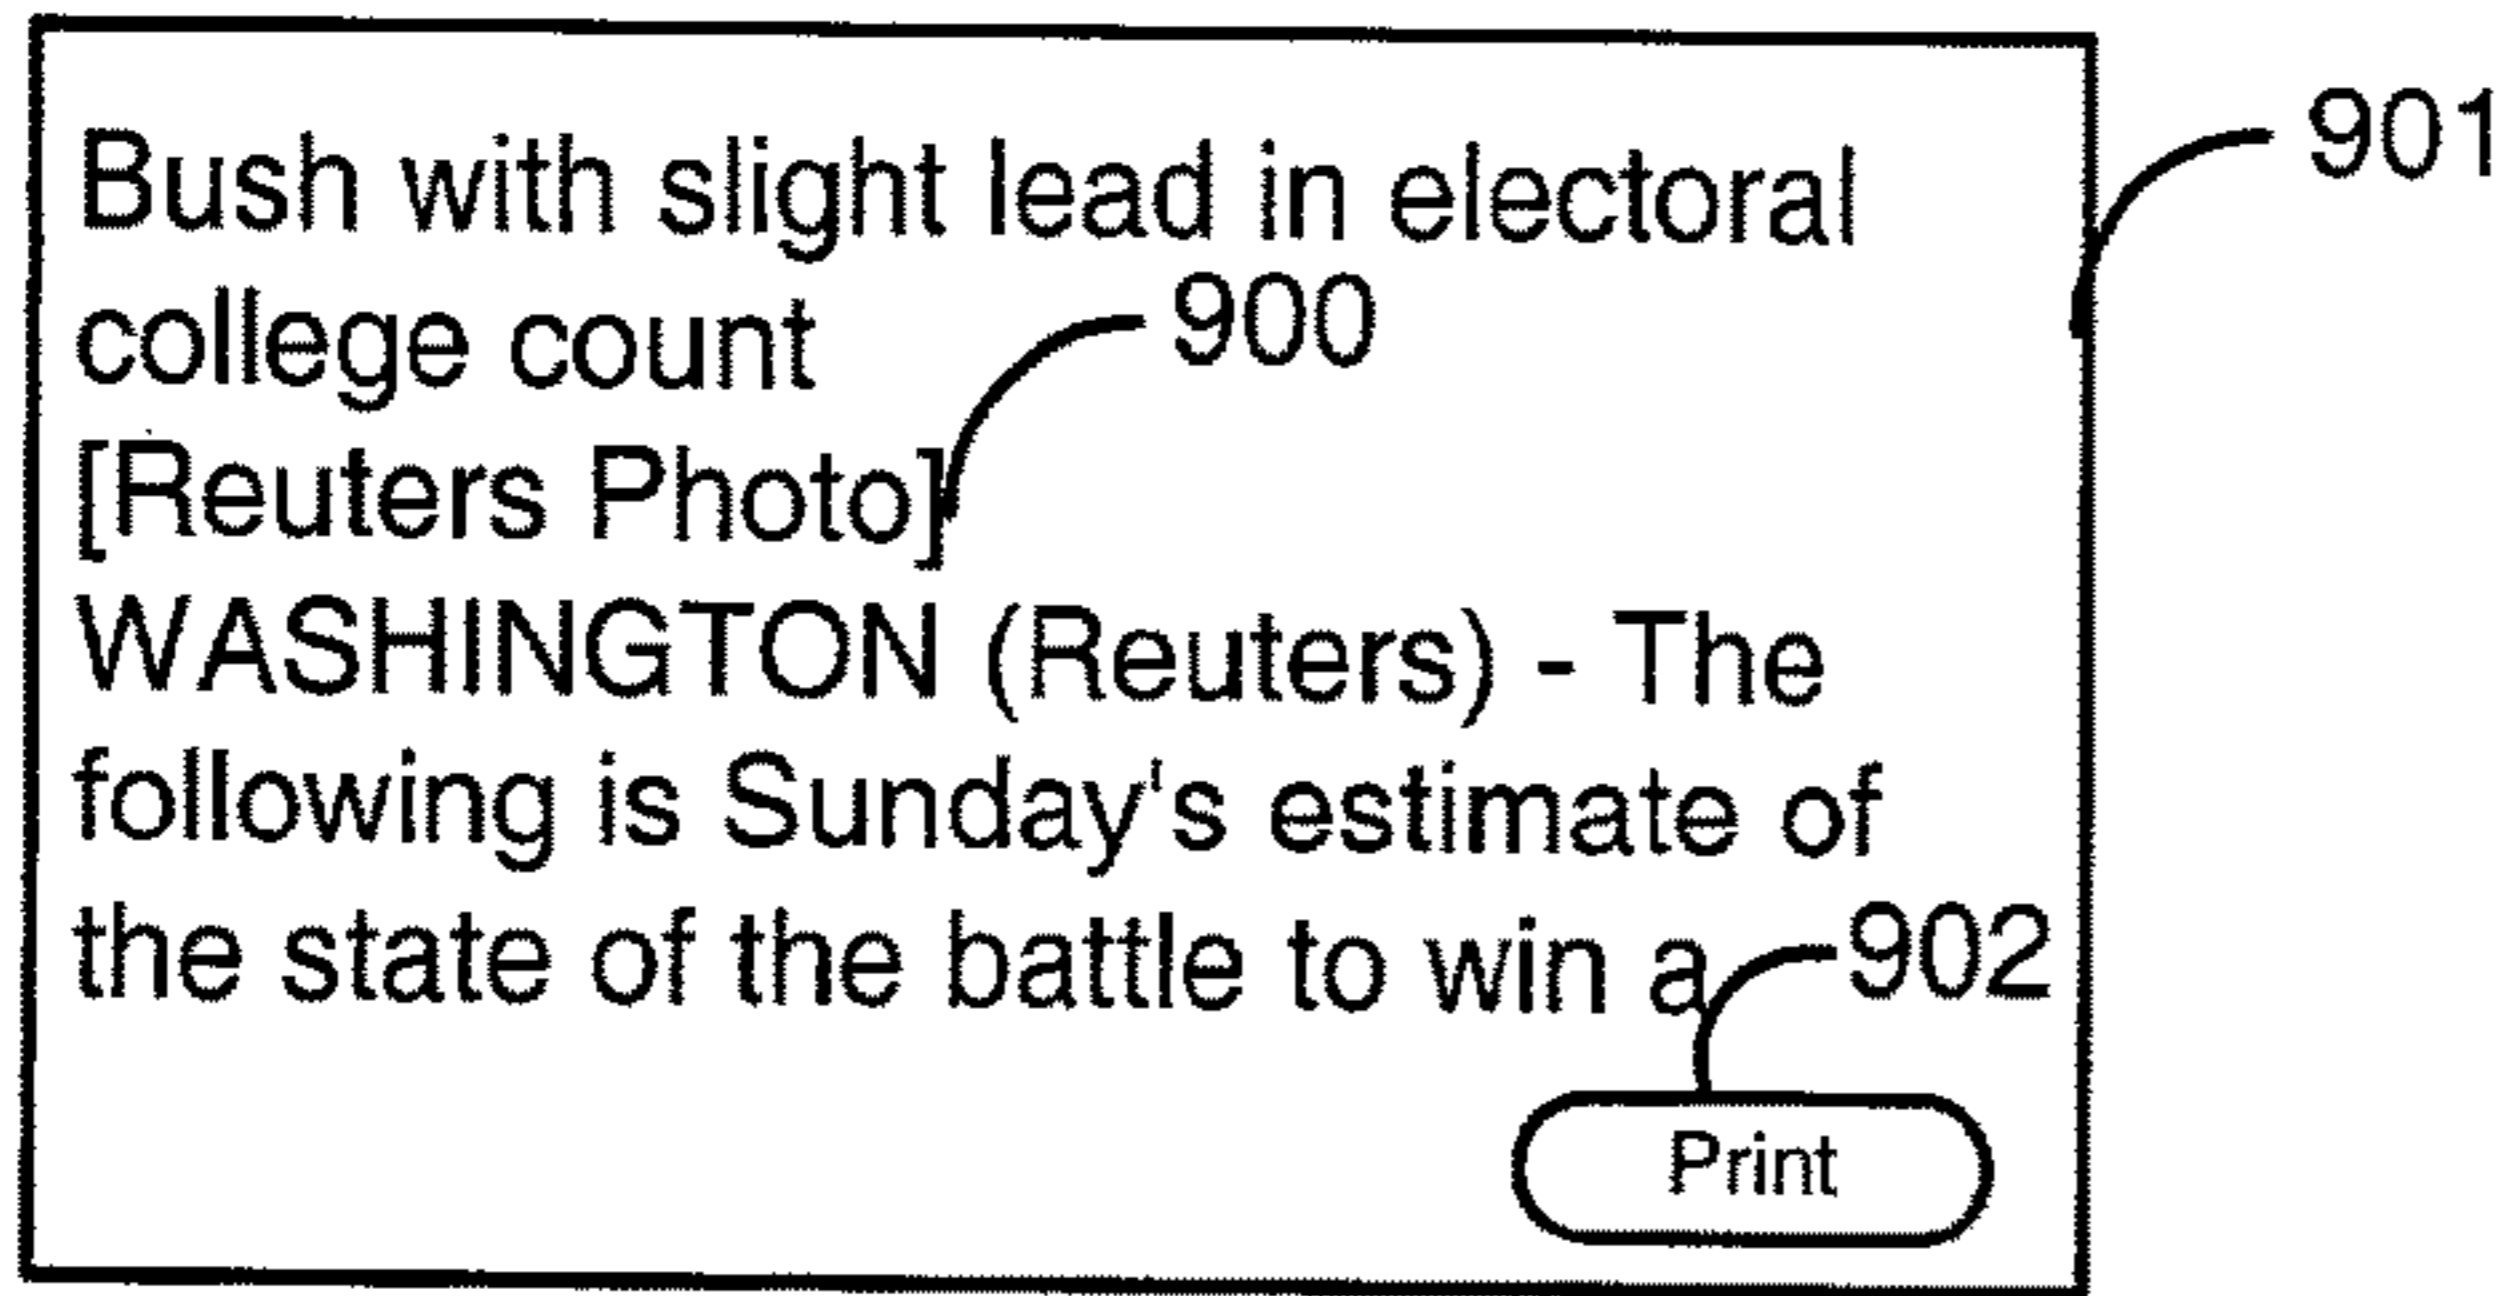 Bush with slight lead in electoral 901
college count 900
[Reuters Photo]
WASHINGTON (Reuters) - The
following is Sunday's estimate of
the state of the battle to win a 902
Print